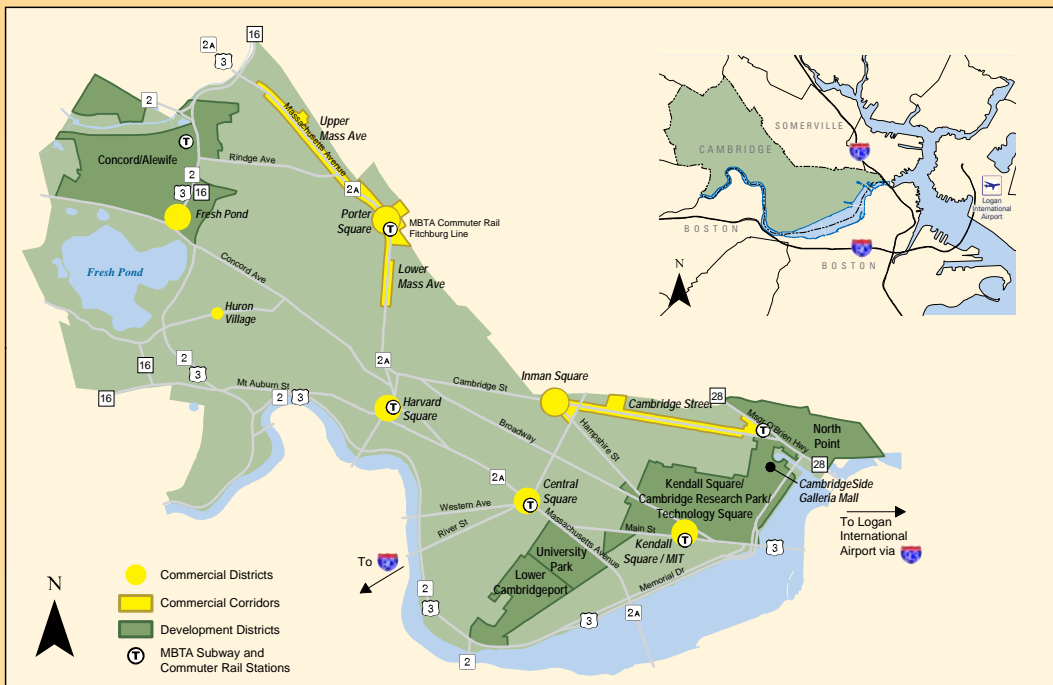 16
2A
3
2
Massachusetts Avenue
Upper
Mass Ave
Concord/Alewife
T
2
3
16
Rindge Ave
2A
Fresh Pond
Porter
Square
T
MBTA Commuter Rail
Fitchburg Line
Fresh Pond
Concord Ave
Lower
Mass Ave
Huron
Village
16
2
3
16
Mt Auburn St
2
3
2A
Harvard
Square
T
Cambridge St
Inman Square
Cambridge Street
28
Msgr O'Brien Hwy
T
North
Point
28
Broadway
Hampshire St
CambridgeSide
Galleria Mall
2A
Central
Square
T
Western Ave
River St
Massachusetts Avenue
Kendall Square/
Cambridge Research Park/
Technology Square
Main St
Kendall
Square / MIT
T
3
University
Park
Lower
Cambridgeport
Memorial Dr
2
3
3
2A
2
To
To Logan
International
Airport via
SOMERVILLE
CAMBRIDGE
BOSTON
BOSTON
Logan
International
Airport
N
N
Commercial Districts
Commercial Corridors
Development Districts
T
MBTA Subway and
Commuter Rail Stations